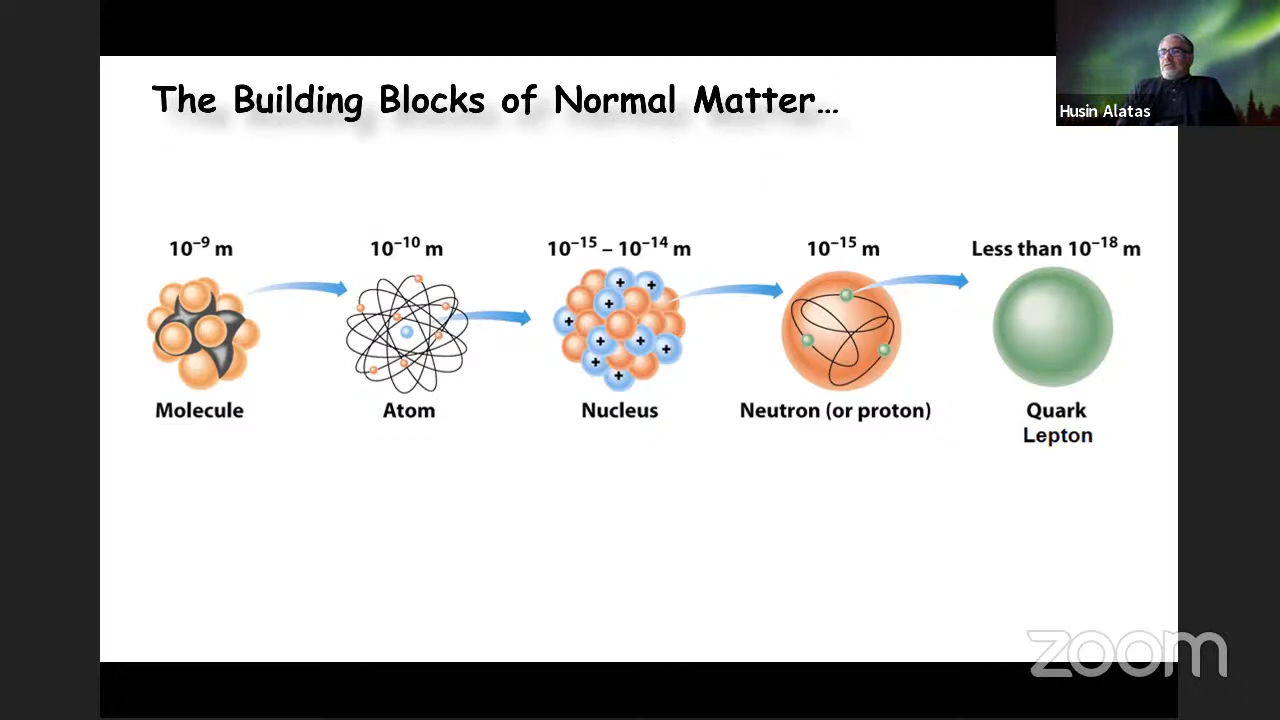 The Building Blocks of Normal Matter...
Husin Alatas
10⁻⁹ m
10⁻¹⁰ m
10⁻¹⁵ – 10⁻¹⁴ m
10⁻¹⁵ m
Less than 10⁻¹⁸ m
+ + + + + + + + +
Molecule
Atom
Nucleus
Neutron (or proton)
Quark
Lepton
zoom